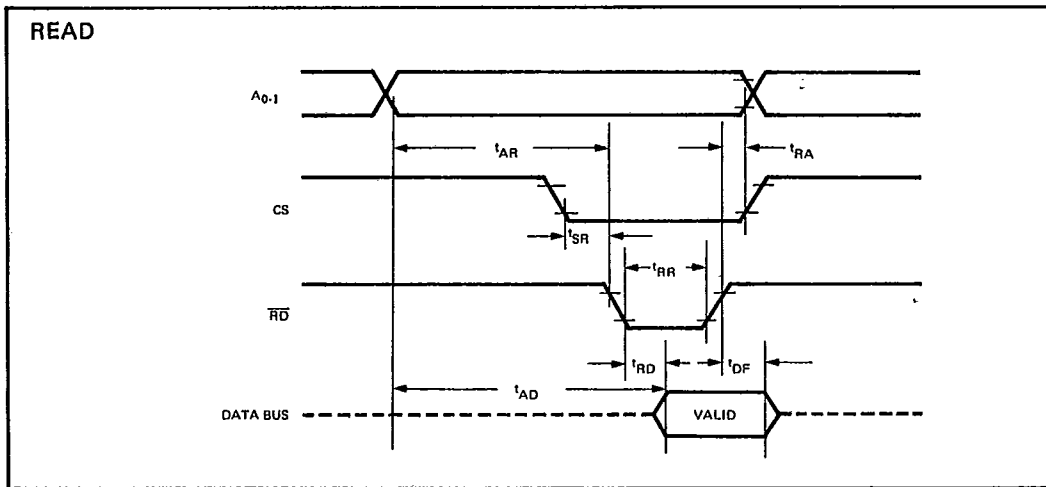 READ
A0-1
tAR
tRA
CS
tSR
tRR
RD
tRD
tDF
tAD
DATA BUS
VALID